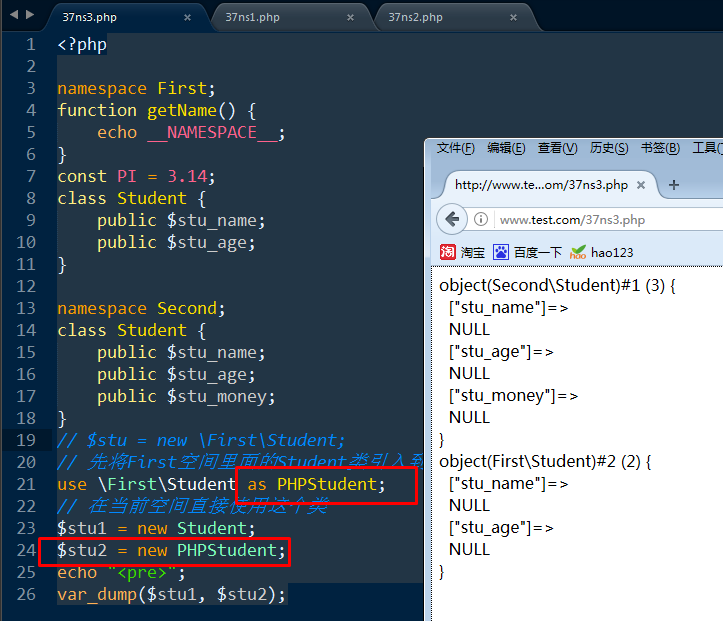 37ns3.php × 37ns1.php × 37ns2.php ×
1 <?php
2
3 namespace First;
4 function getName() {
5     echo __NAMESPACE__;
6 }
7 const PI = 3.14;
8 class Student {
9     public $stu_name;
10     public $stu_age;
11 }
12
13 namespace Second;
14 class Student {
15     public $stu_name;
16     public $stu_age;
17     public $stu_money;
18 }
19 // $stu = new \First\Student;
20 // 先将First空间里面的Student类引入到
21 use \First\Student as PHPStudent;
22 // 在当前空间直接使用这个类
23 $stu1 = new Student;
24 $stu2 = new PHPStudent;
25 echo "<pre>";
26 var_dump($stu1, $stu2);
文件(F) 编辑(E) 查看(V) 历史(S) 书签(B) 工具(
http://www.te...om/37ns3.php × +
www.test.com/37ns3.php
淘 淘宝 百度一下 hao hao123
object(Second\Student)#1 (3) {
  ["stu_name"]=>
  NULL
  ["stu_age"]=>
  NULL
  ["stu_money"]=>
  NULL
}
object(First\Student)#2 (2) {
  ["stu_name"]=>
  NULL
  ["stu_age"]=>
  NULL
}